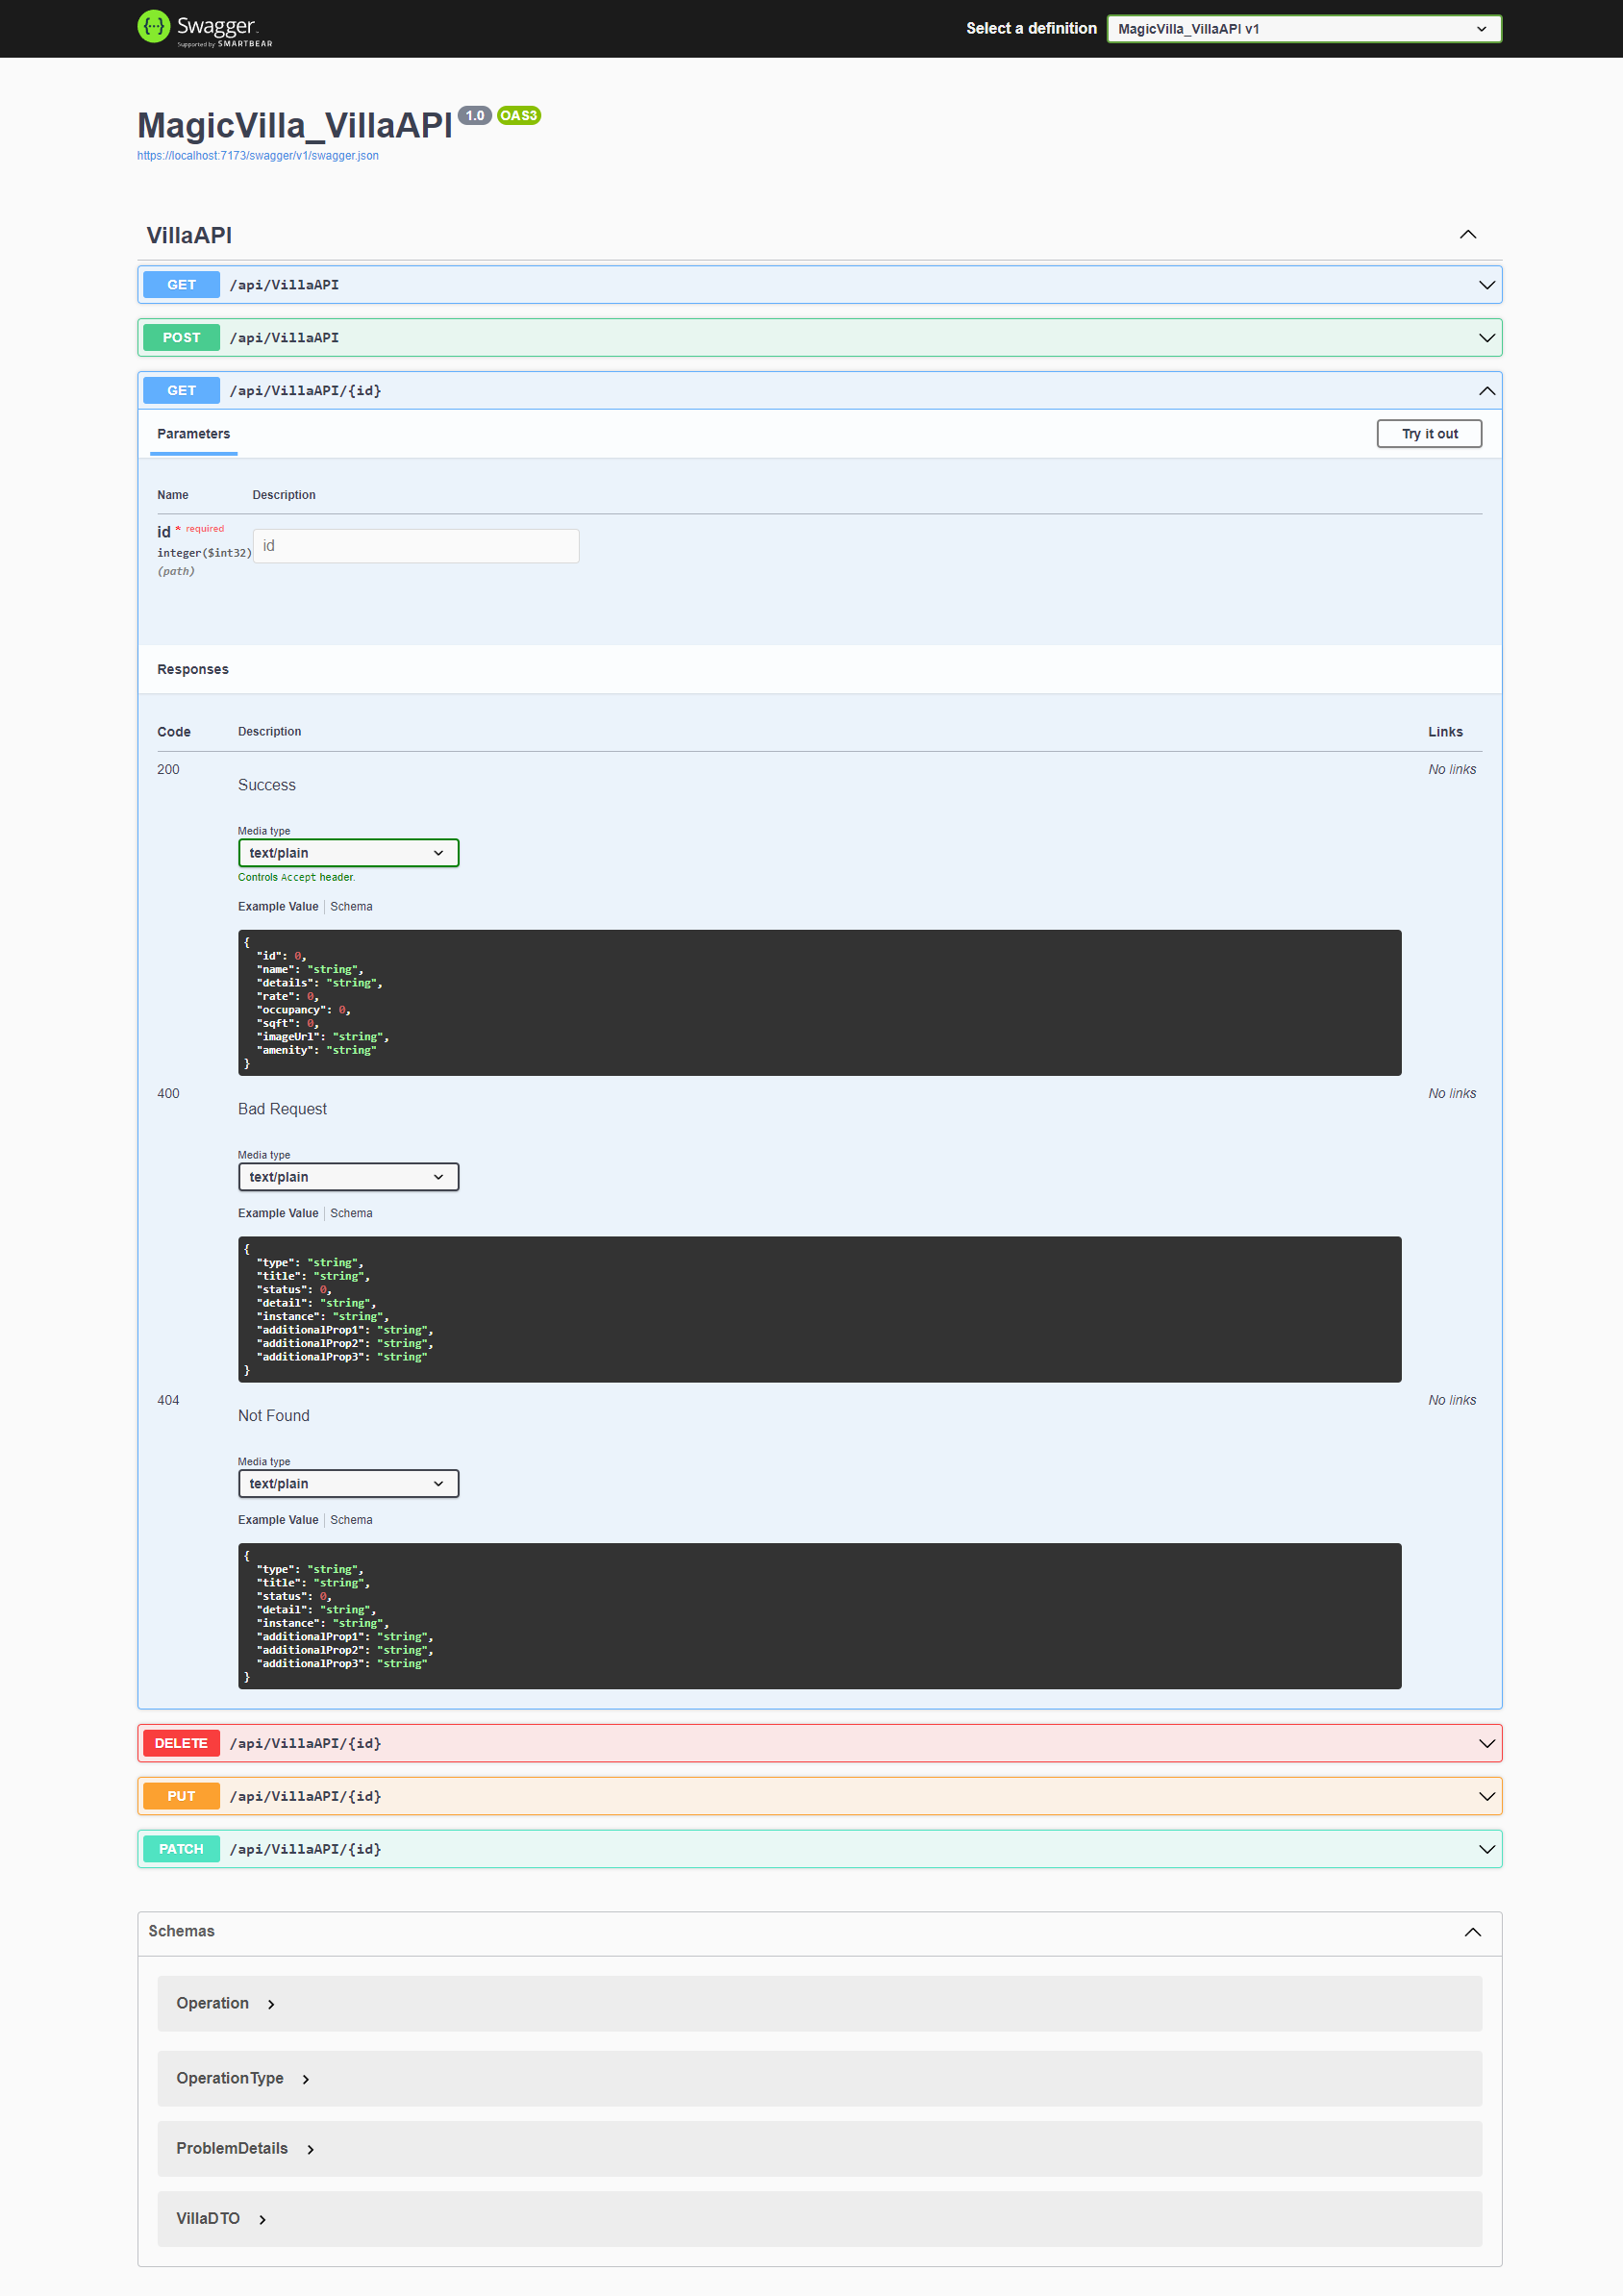 Swagger.
Supported by SMARTBEAR
Select a definition
MagicVilla_VillaAPI v1
MagicVilla_VillaAPI 1.0 OAS3
https://localhost:7173/swagger/v1/swagger.json
VillaAPI
GET /api/VillaAPI
POST /api/VillaAPI
GET /api/VillaAPI/{id}
Parameters
Try it out
Name Description
id * required
integer($int32)
(path)
id
Responses
Code Description Links
200 Success No links
Media type
text/plain
Controls Accept header.
Example Value | Schema
{
  "id": 0,
  "name": "string",
  "details": "string",
  "rate": 0,
  "occupancy": 0,
  "sqft": 0,
  "imageUrl": "string",
  "amenity": "string"
}
400 Bad Request No links
Media type
text/plain
Example Value | Schema
{
  "type": "string",
  "title": "string",
  "status": 0,
  "detail": "string",
  "instance": "string",
  "additionalProp1": "string",
  "additionalProp2": "string",
  "additionalProp3": "string"
}
404 Not Found No links
Media type
text/plain
Example Value | Schema
{
  "type": "string",
  "title": "string",
  "status": 0,
  "detail": "string",
  "instance": "string",
  "additionalProp1": "string",
  "additionalProp2": "string",
  "additionalProp3": "string"
}
DELETE /api/VillaAPI/{id}
PUT /api/VillaAPI/{id}
PATCH /api/VillaAPI/{id}
Schemas
Operation
OperationType
ProblemDetails
VillaDTO